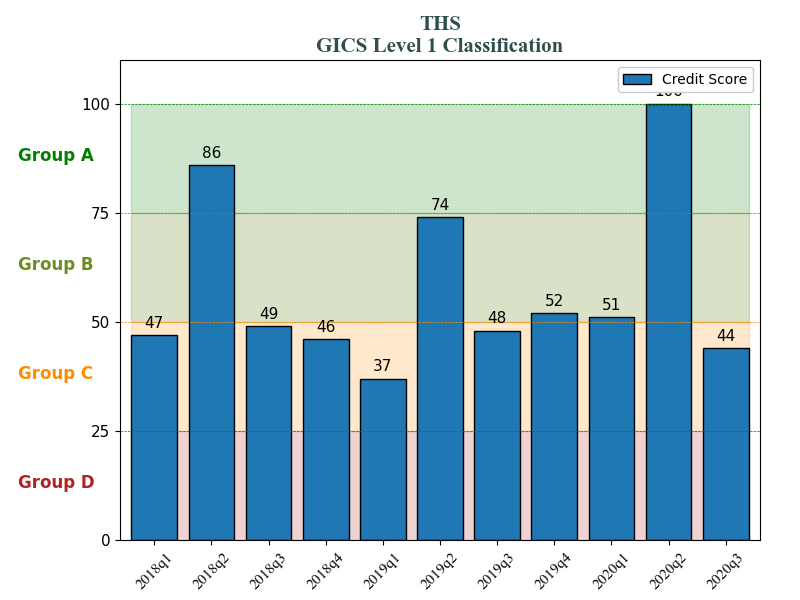 THS
GICS Level 1 Classification
Credit Score
100
100
Group A
86
75
74
Group B
50
47
49
46
48
52
51
44
37
Group C
25
Group D
0
2018q1
2018q2
2018q3
2018q4
2019q1
2019q2
2019q3
2019q4
2020q1
2020q2
2020q3